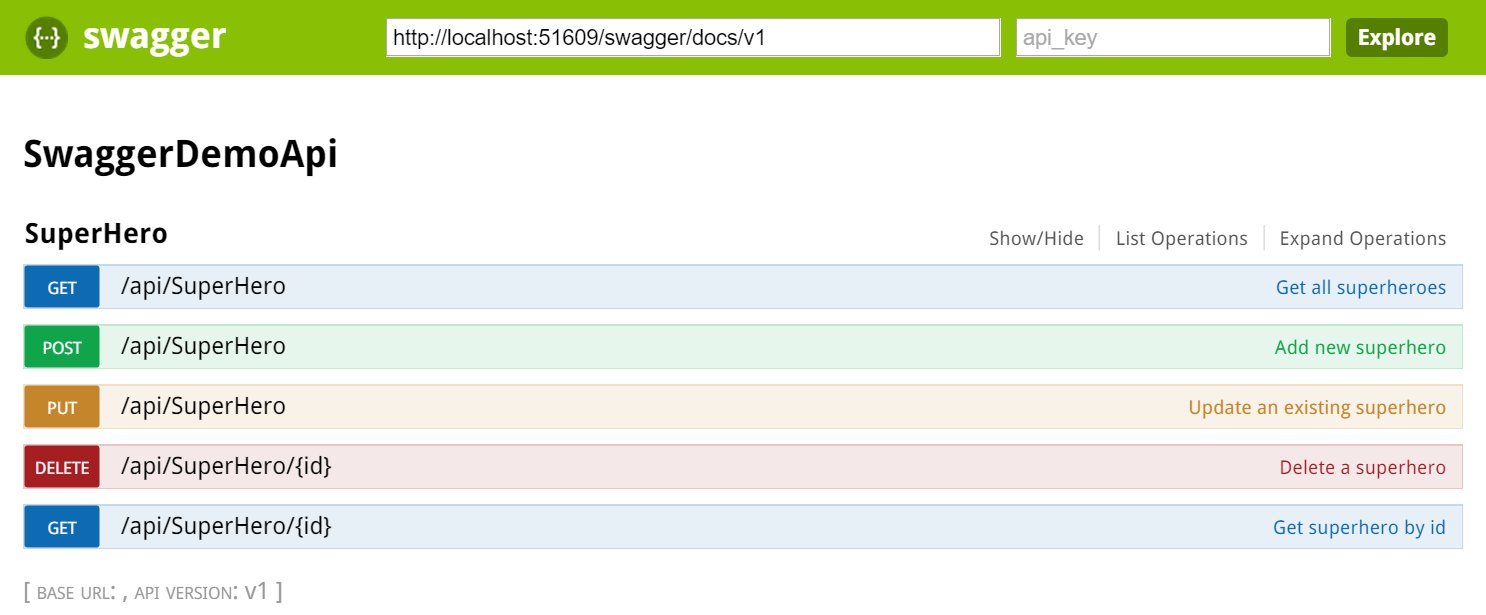 {···} swagger http://localhost:51609/swagger/docs/v1 api_key Explore
SwaggerDemoApi
SuperHero Show/Hide List Operations Expand Operations
GET /api/SuperHero Get all superheroes
POST /api/SuperHero Add new superhero
PUT /api/SuperHero Update an existing superhero
DELETE /api/SuperHero/{id} Delete a superhero
GET /api/SuperHero/{id} Get superhero by id
[ BASE URL: , API VERSION: v1 ]